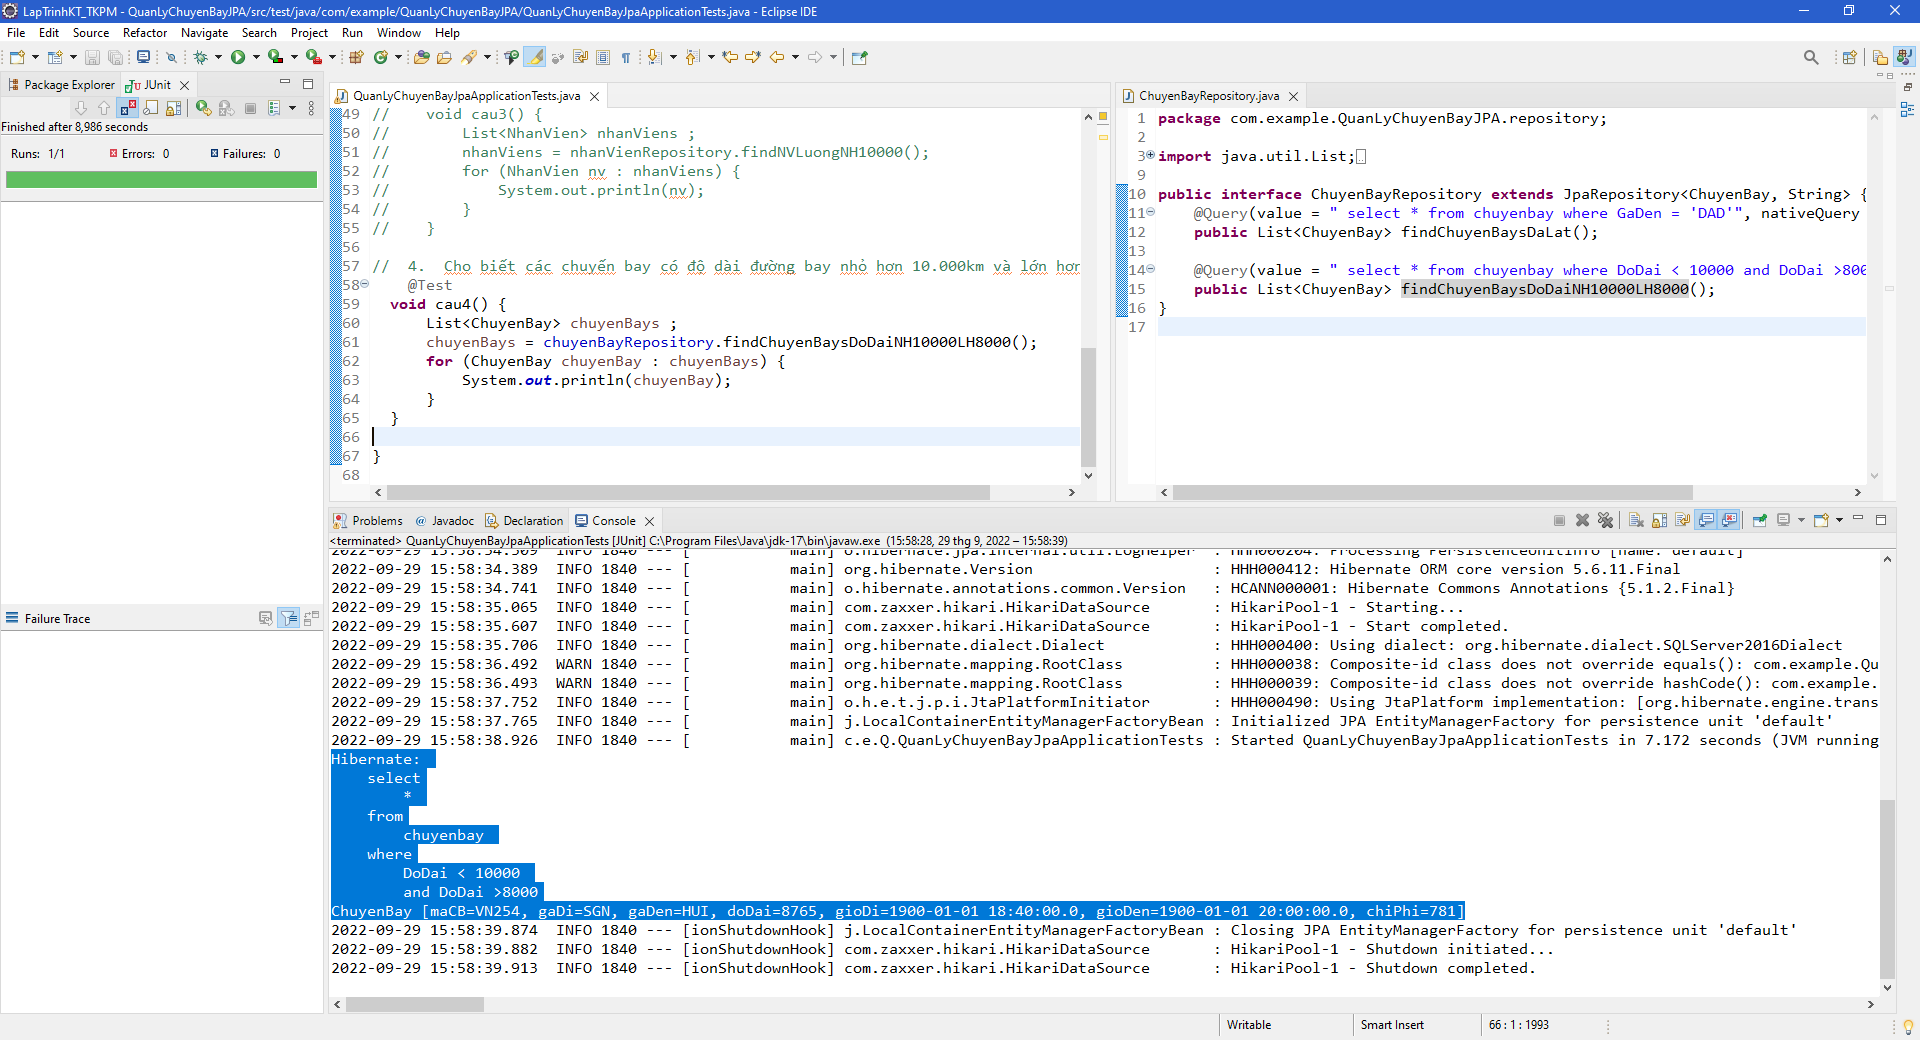 LapTrinhKT_TKPM - QuanLyChuyenBayJPA/src/test/java/com/example/QuanLyChuyenBayJPA/QuanLyChuyenBayJpaApplicationTests.java - Eclipse IDE
File Edit Source Refactor Navigate Search Project Run Window Help
Package Explorer JUnit
Finished after 8,986 seconds
Runs: 1/1 Errors: 0 Failures: 0
Failure Trace
QuanLyChuyenBayJpaApplicationTests.java
49 // void cau3() {
50 // List<NhanVien> nhanViens ;
51 // nhanViens = nhanVienRepository.findNVLuongNH10000();
52 // for (NhanVien nv : nhanViens) {
53 // System.out.println(nv);
54 // }
55 // }
56
57 // 4. Cho biết các chuyến bay có độ dài đường bay nhỏ hơn 10.000km và lớn hơn
58 @Test
59 void cau4() {
60 List<ChuyenBay> chuyenBays ;
61 chuyenBays = chuyenBayRepository.findChuyenBaysDoDaiNH10000LH8000();
62 for (ChuyenBay chuyenBay : chuyenBays) {
63 System.out.println(chuyenBay);
64 }
65 }
66
67 }
68
ChuyenBayRepository.java
1 package com.example.QuanLyChuyenBayJPA.repository;
2
3 import java.util.List;
9
10 public interface ChuyenBayRepository extends JpaRepository<ChuyenBay, String> {
11 @Query(value = " select * from chuyenbay where GaDen = 'DAD'", nativeQuery
12 public List<ChuyenBay> findChuyenBaysDaLat();
13
14 @Query(value = " select * from chuyenbay where DoDai < 10000 and DoDai >800
15 public List<ChuyenBay> findChuyenBaysDoDaiNH10000LH8000();
16 }
17
Problems @ Javadoc Declaration Console
<terminated> QuanLyChuyenBayJpaApplicationTests [JUnit] C:\Program Files\Java\jdk-17\bin\javaw.exe (15:58:28, 29 thg 9, 2022 – 15:58:39)
2022-09-29 15:58:34.309 INFO 1840 --- [ main] o.hibernate.jpa.internal.util.LogHelper : HHH000204: Processing PersistenceUnitInfo [name: default]
2022-09-29 15:58:34.389 INFO 1840 --- [ main] org.hibernate.Version : HHH000412: Hibernate ORM core version 5.6.11.Final
2022-09-29 15:58:34.741 INFO 1840 --- [ main] o.hibernate.annotations.common.Version : HCANN000001: Hibernate Commons Annotations {5.1.2.Final}
2022-09-29 15:58:35.065 INFO 1840 --- [ main] com.zaxxer.hikari.HikariDataSource : HikariPool-1 - Starting...
2022-09-29 15:58:35.607 INFO 1840 --- [ main] com.zaxxer.hikari.HikariDataSource : HikariPool-1 - Start completed.
2022-09-29 15:58:35.706 INFO 1840 --- [ main] org.hibernate.dialect.Dialect : HHH000400: Using dialect: org.hibernate.dialect.SQLServer2016Dialect
2022-09-29 15:58:36.492 WARN 1840 --- [ main] org.hibernate.mapping.RootClass : HHH000038: Composite-id class does not override equals(): com.example.Qu
2022-09-29 15:58:36.493 WARN 1840 --- [ main] org.hibernate.mapping.RootClass : HHH000039: Composite-id class does not override hashCode(): com.example.
2022-09-29 15:58:37.752 INFO 1840 --- [ main] o.h.e.t.j.p.i.JtaPlatformInitiator : HHH000490: Using JtaPlatform implementation: [org.hibernate.engine.trans
2022-09-29 15:58:37.765 INFO 1840 --- [ main] j.LocalContainerEntityManagerFactoryBean : Initialized JPA EntityManagerFactory for persistence unit 'default'
2022-09-29 15:58:38.926 INFO 1840 --- [ main] c.e.Q.QuanLyChuyenBayJpaApplicationTests : Started QuanLyChuyenBayJpaApplicationTests in 7.172 seconds (JVM running
Hibernate:
select
*
from
chuyenbay
where
DoDai < 10000
and DoDai >8000
ChuyenBay [maCB=VN254, gaDi=SGN, gaDen=HUI, doDai=8765, gioDi=1900-01-01 18:40:00.0, gioDen=1900-01-01 20:00:00.0, chiPhi=781]
2022-09-29 15:58:39.874 INFO 1840 --- [ionShutdownHook] j.LocalContainerEntityManagerFactoryBean : Closing JPA EntityManagerFactory for persistence unit 'default'
2022-09-29 15:58:39.882 INFO 1840 --- [ionShutdownHook] com.zaxxer.hikari.HikariDataSource : HikariPool-1 - Shutdown initiated...
2022-09-29 15:58:39.913 INFO 1840 --- [ionShutdownHook] com.zaxxer.hikari.HikariDataSource : HikariPool-1 - Shutdown completed.
Writable Smart Insert 66 : 1 : 1993